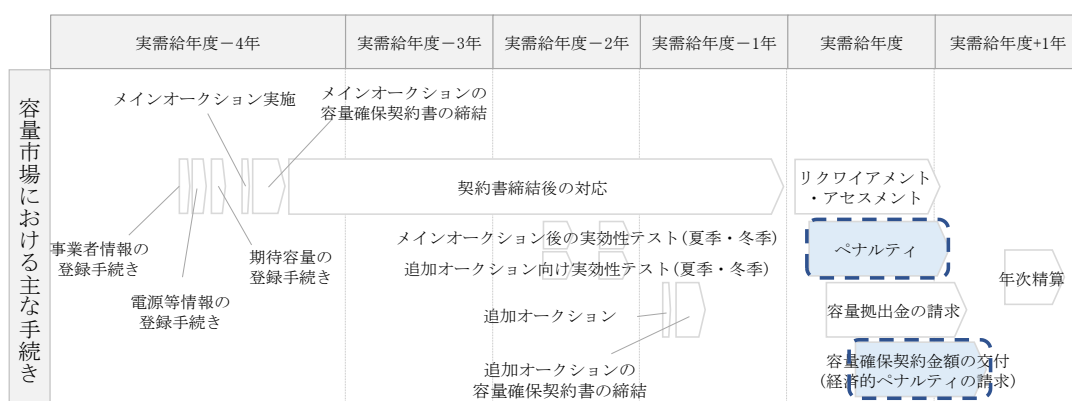 実需給年度－4年
実需給年度－3年
実需給年度－2年
実需給年度－1年
実需給年度
実需給年度+1年
容量市場における主な手続き
メインオークション実施
メインオークションの
容量確保契約書の締結
契約書締結後の対応
リクワイアメント
・アセスメント
事業者情報の
登録手続き
電源等情報の
登録手続き
期待容量の
登録手続き
メインオークション後の実効性テスト(夏季・冬季)
追加オークション向け実効性テスト(夏季・冬季)
ペナルティ
年次精算
追加オークション
容量拠出金の請求
追加オークションの
容量確保契約書の締結
容量確保契約金額の交付
(経済的ペナルティの請求)